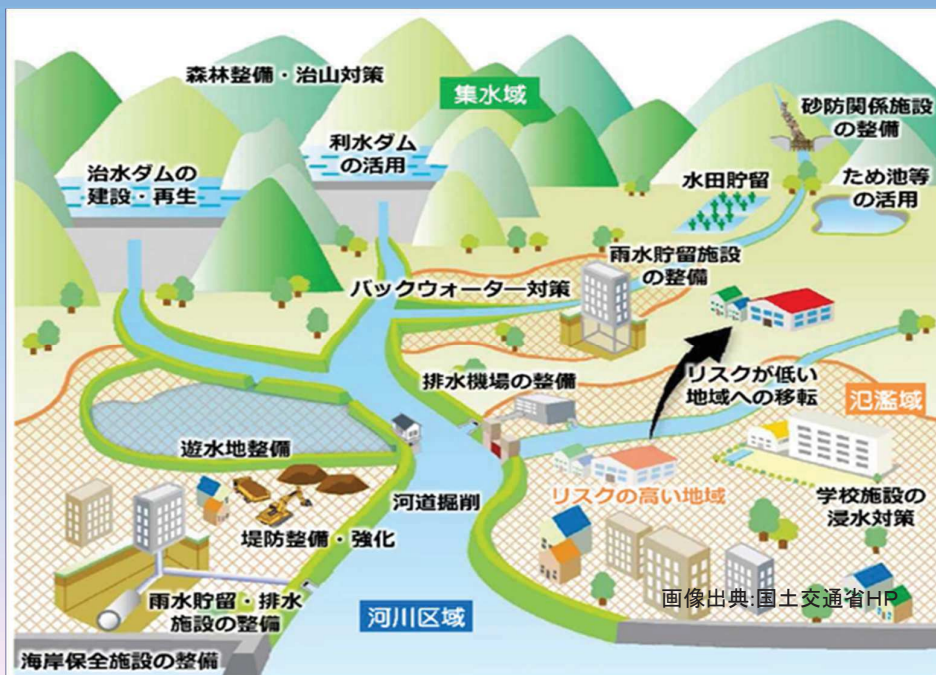 森林整備・治山対策
集水域
砂防関係施設
の整備
利水ダム
の活用
治水ダムの
建設・再生
水田貯留
ため池等
の活用
雨水貯留施設
の整備
バックウォーター対策
排水機場の整備
リスクが低い
地域への移転
氾濫域
遊水地整備
河道掘削
リスクの高い地域
学校施設の
浸水対策
堤防整備・強化
雨水貯留・排水
施設の整備
河川区域
画像出典:国土交通省HP
海岸保全施設の整備